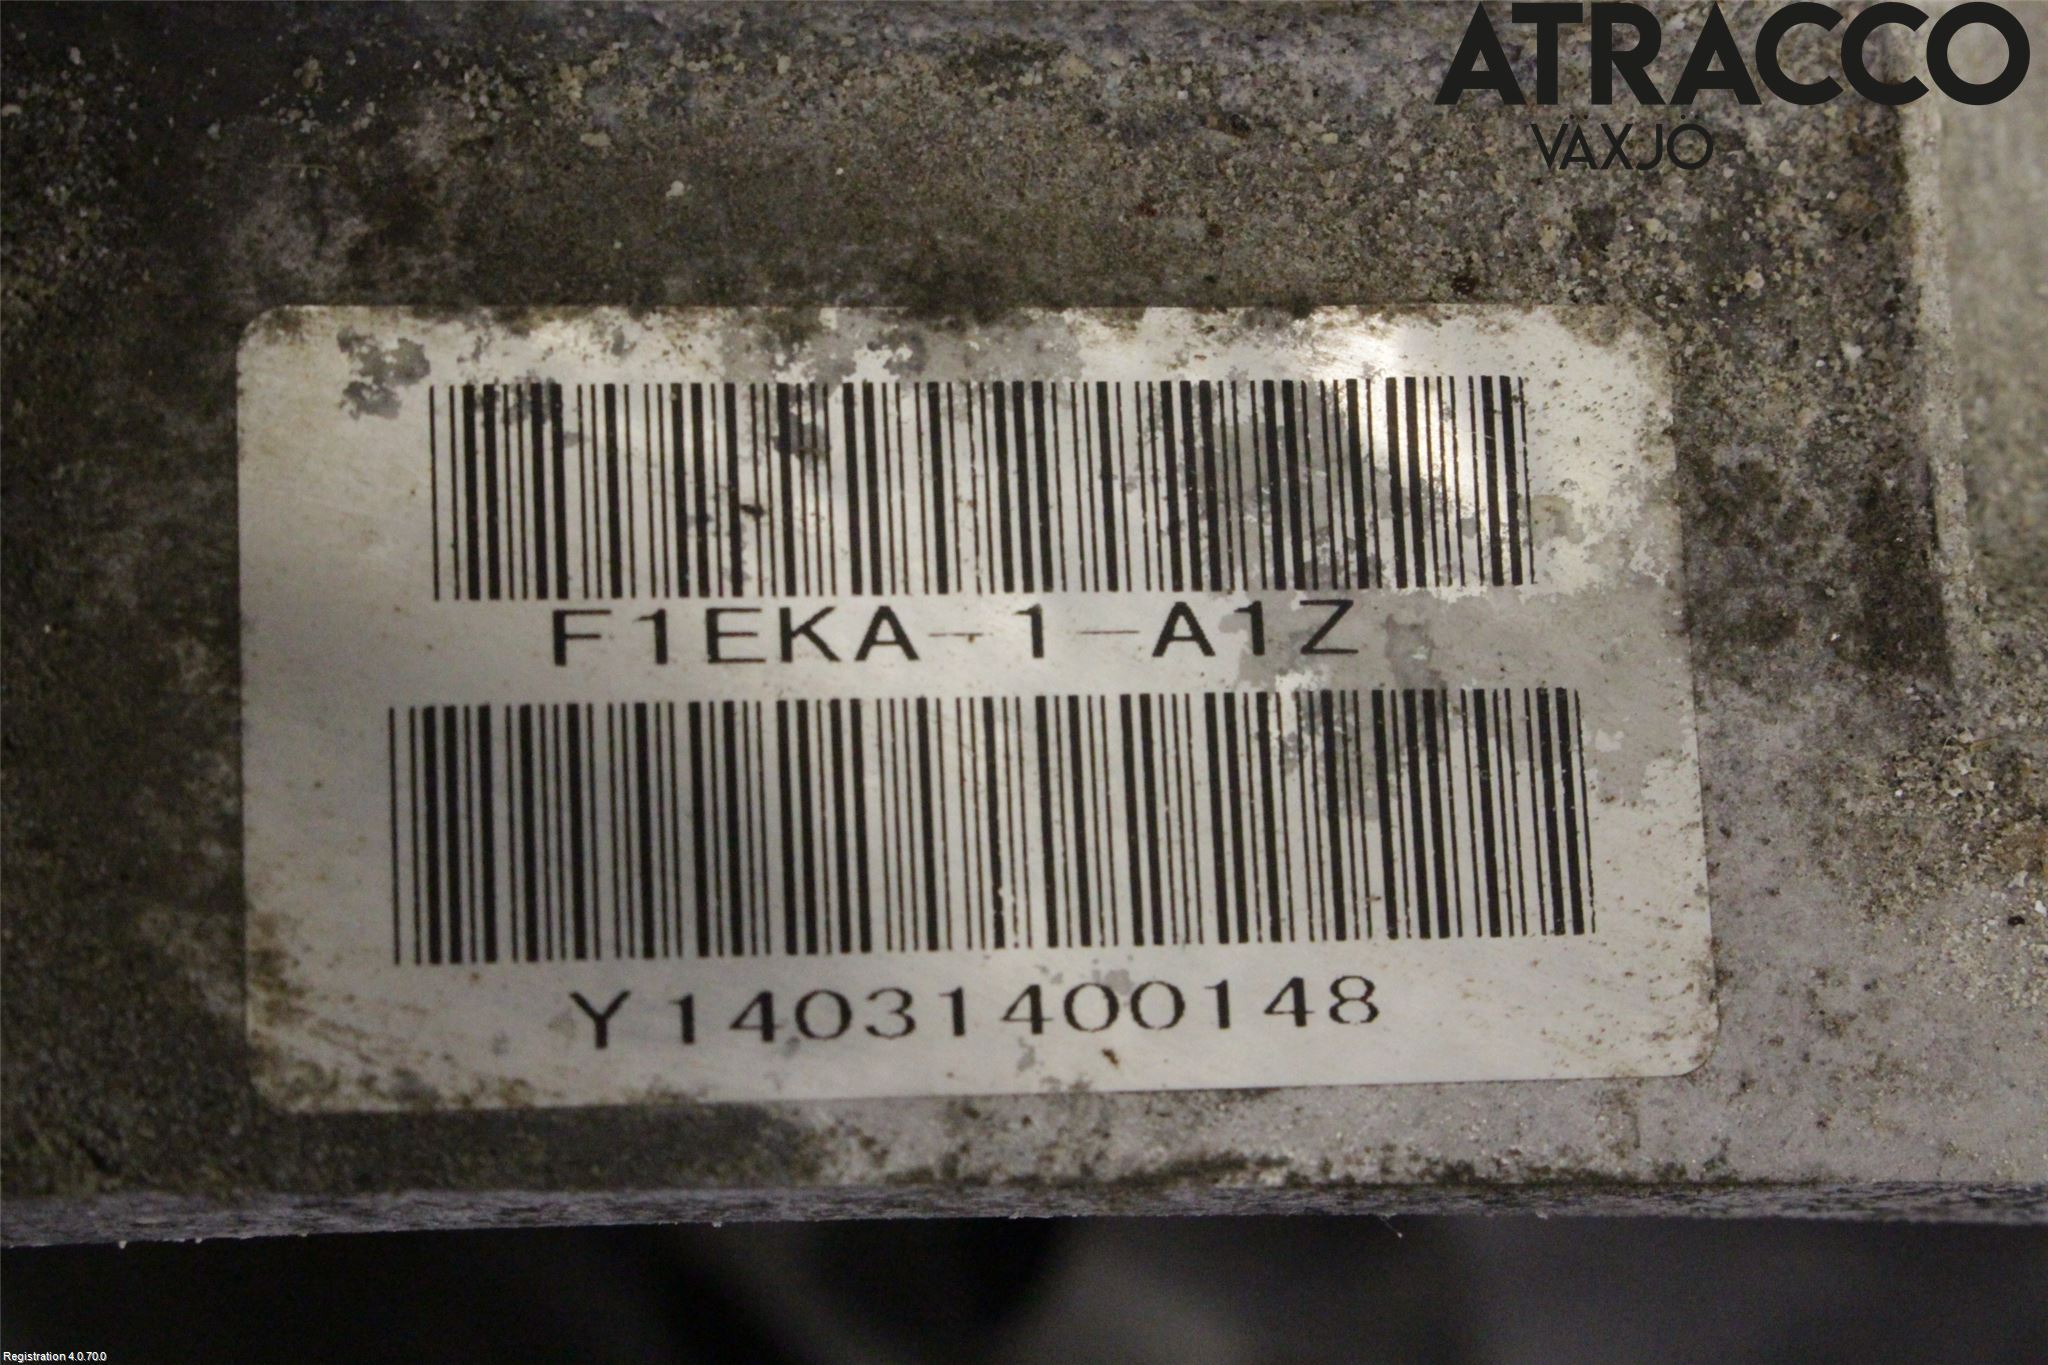 ATRACCO
VÄXJÖ
F1EKA-1-A1Z
Y14031400148
Registration 4.0.70.0